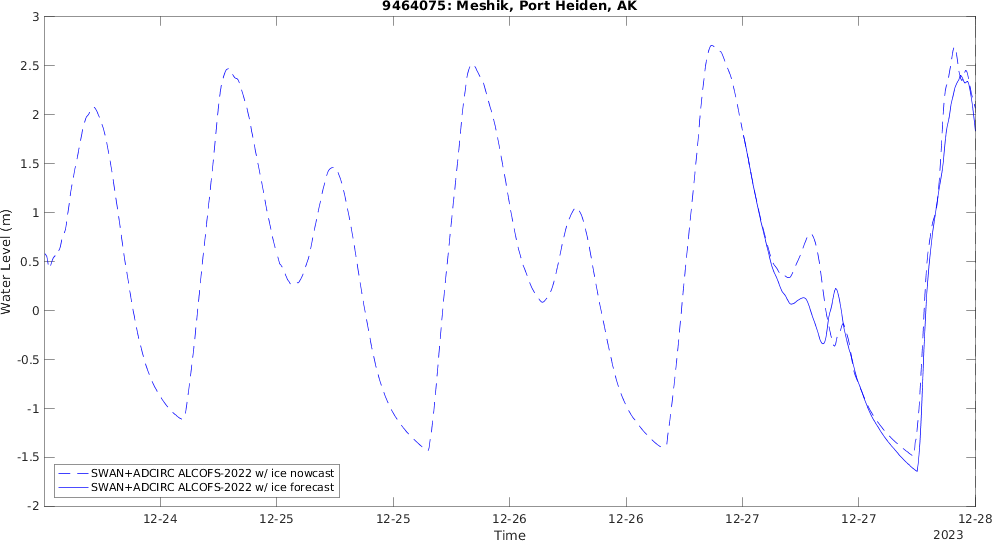 9464075: Meshik, Port Heiden, AK
3
2.5
2
1.5
1
0.5
0
-0.5
-1
-1.5
-2
Water Level (m)
SWAN+ADCIRC ALCOFS-2022 w/ ice nowcast
SWAN+ADCIRC ALCOFS-2022 w/ ice forecast
12-24 12-25 12-25 12-26 12-26 12-27 12-27 12-28
Time
2023